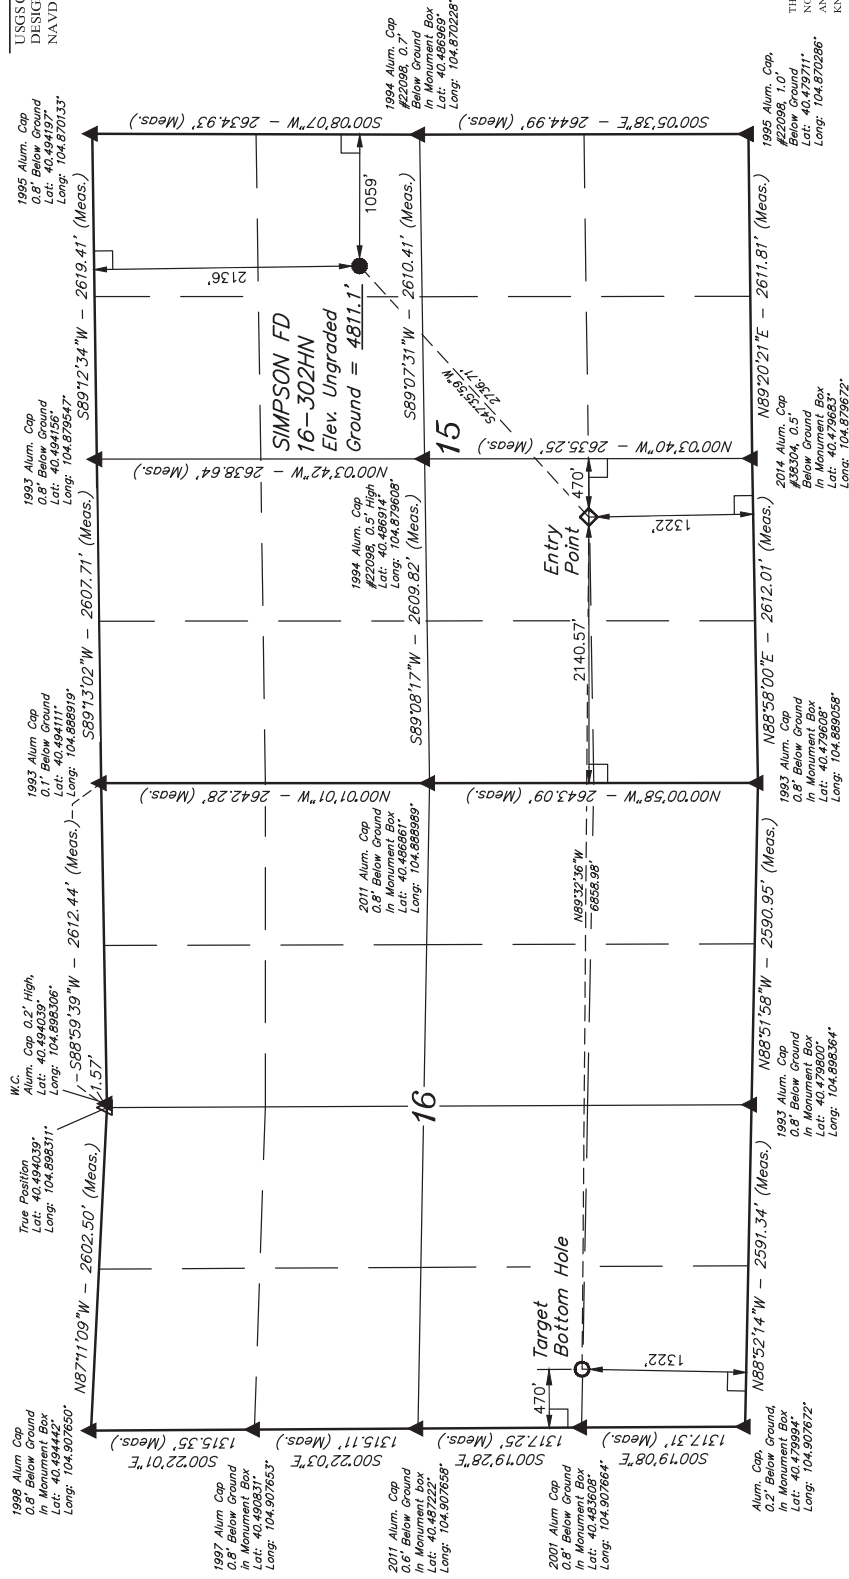 USGS
DESIG
NAVD
1998 Alum Cap
0.8' Below Ground
In Monument Box
Lat: 40.494442°
Long: 104.907650°
N87°11'09"W - 2602.50' (Meas.)
True Position
Lat: 40.494039°
Long: 104.898311°
W.C.
Alum. Cap 0.2' High,
Lat: 40.494039°
Long: 104.898306°
1.57'
S88°59'39"W - 2612.44' (Meas.)
1993 Alum Cap
0.1' Below Ground
Lat: 40.494111°
Long: 104.888919°
S89°13'02"W - 2607.71' (Meas.)
1993 Alum. Cap
0.8' Below Ground
Lat: 40.494156°
Long: 104.879547°
S89°12'34"W - 2619.41' (Meas.)
1995 Alum. Cap
0.8' Below Ground
Lat: 40.494197°
Long: 104.870133°
S00°22'01"E
1315.35' (Meas.)
N00°01'01"W - 2642.28' (Meas.)
N00°03'42"W - 2638.64' (Meas.)
2136'
S00°08'07"W - 2634.93' (Meas.)
1997 Alum Cap
0.8' Below Ground
in Monument Box
Lat: 40.490831°
Long: 104.907653°
S00°22'03"E
1315.11' (Meas.)
SIMPSON FD
16-302HN
Elev. Ungraded
Ground = 4811.1'
1059'
2011 Alum. Cap
0.6' Below Ground
In Monument box
Lat: 40.487222°
Long: 104.907658°
16
2011 Alum. Cap
0.8' Below Ground
In Monument Box
Lat: 40.486861°
Long: 104.888989°
S89°08'17"W - 2609.82' (Meas.)
1994 Alum. Cap
#22098, 0.5' High
Lat: 40.486914°
Long: 104.879608°
15
S89°07'31"W - 2610.41' (Meas.)
1994 Alum. Cap
#22098, 0.7'
Below Ground
In Monument Box
Lat: 40.486969°
Long: 104.870228°
S47°35'59"W
2736.71'
S00°19'28"E
1317.25' (Meas.)
Target
Bottom Hole
470'
N89°32'36"W
6858.98'
N00°00'58"W - 2643.09' (Meas.)
2140.57'
Entry
Point
470'
N00°03'40"W - 2635.25' (Meas.)
S00°05'38"E - 2644.99' (Meas.)
2001 Alum Cap
0.8' Below Ground
In Monument Box
Lat: 40.483608°
Long: 104.907664°
S00°19'08"E
1317.31' (Meas.)
1322'
1322'
Alum. Cap,
0.2' Below Ground,
In Monument Box
Lat: 40.479994°
Long: 104.907672°
N88°52'14"W - 2591.34' (Meas.)
1993 Alum. Cap
0.8' Below Ground
In Monument Box
Lat: 40.479800°
Long: 104.898364°
N88°51'58"W - 2590.95' (Meas.)
1993 Alum. Cap
0.8' Below Ground
In Monument Box
Lat: 40.479608°
Long: 104.889058°
N88°58'00"E - 2612.01' (Meas.)
2014 Alum. Cap
#38304, 0.5'
Below Ground
In Monument Box
Lat: 40.479683°
Long: 104.879672°
N89°20'21"E - 2611.81' (Meas.)
1995 Alum. Cap,
#22098, 1.0'
Below Ground
Lat: 40.479711°
Long: 104.870286°
TH
NO
AN
KN